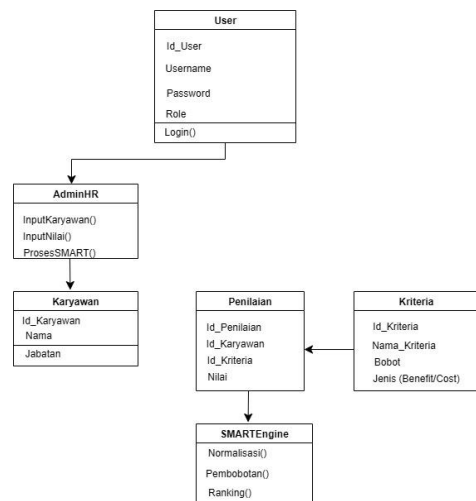 User
Id_User
Username
Password
Role
Login()
AdminHR
InputKaryawan()
InputNilai()
ProsesSMART()
Karyawan
Id_Karyawan
Nama
Jabatan
Penilaian
Id_Penilaian
Id_Karyawan
Id_Kriteria
Nilai
Kriteria
Id_Kriteria
Nama_Kriteria
Bobot
Jenis (Benefit/Cost)
SMARTEngine
Normalisasi()
Pembobotan()
Ranking()